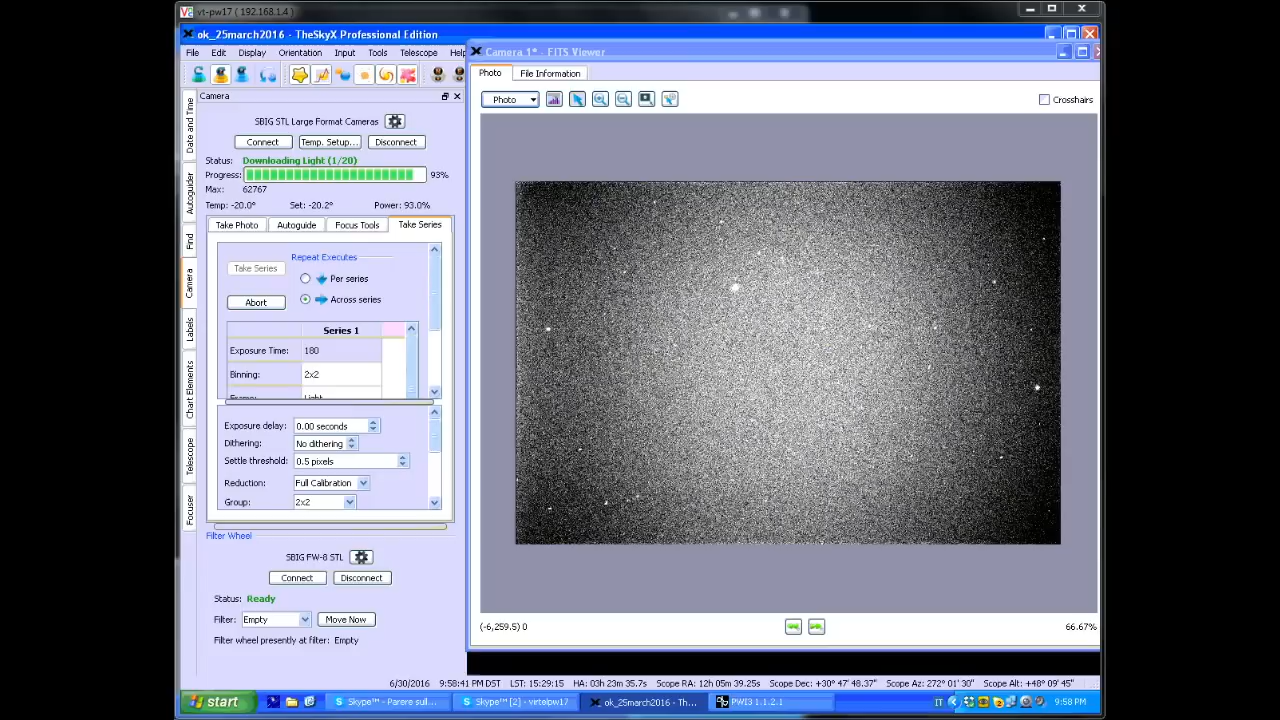 vt-pw17 ( 192.168.1.4 )
ok_25march2016 - TheSkyX Professional Edition
File Edit Display Orientation Input Tools Telescope Help
Camera 1* - FITS Viewer
Photo File Information
Photo
Crosshairs
Camera
Date and Time
Autoguider
Find
Camera
Labels
Chart Elements
Telescope
Focuser
SBIG STL Large Format Cameras
Connect Temp. Setup... Disconnect
Status: Downloading Light (1/20)
Progress: 93%
Max: 62767
Temp: -20.0° Set: -20.2° Power: 93.0%
Take Photo Autoguide Focus Tools Take Series
Repeat Executes
Take Series
Per series
Abort
Across series
Series 1
Exposure Time: 180
Binning: 2x2
Frame: Light
Exposure delay: 0.00 seconds
Dithering: No dithering
Settle threshold: 0.5 pixels
Reduction: Full Calibration
Group: 2x2
Filter Wheel
SBIG FW-8 STL
Connect Disconnect
Status: Ready
Filter: Empty Move Now
Filter wheel presently at filter: Empty
(-6,259.5) 0
66.67%
6/30/2016 9:58:41 PM DST LST: 15:29:15 HA: 03h 23m 35.7s Scope RA: 12h 05m 39.25s Scope Dec: +30° 47' 48.37" Scope Az: 272° 01' 30" Scope Alt: +48° 09' 45"
start
Skype™ - Parere sull...
Skype™ [2] - virtelpw17
ok_25march2016 - Th...
PWI3 3.1.2.1
IT
9:58 PM